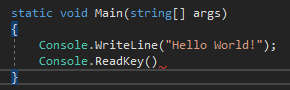 static void Main(string[] args)
{
    Console.WriteLine("Hello World!");
    Console.ReadKey()
}